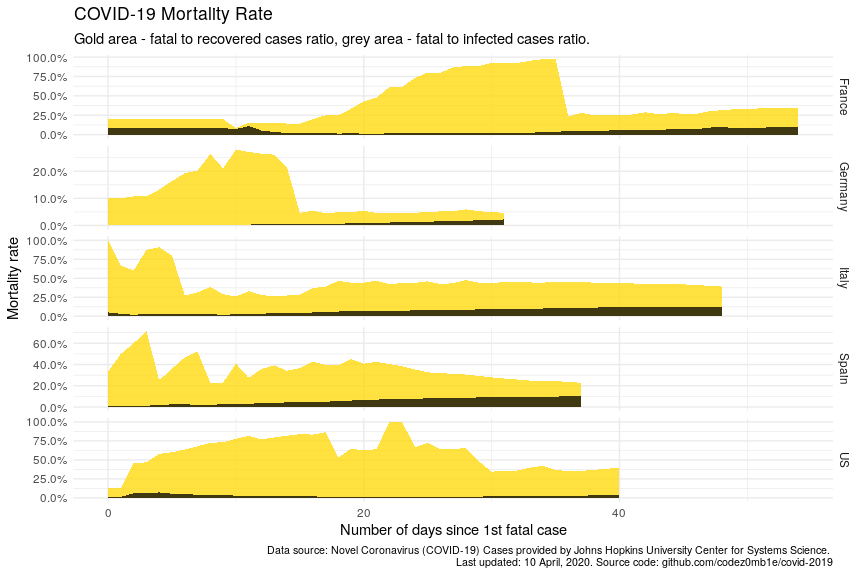 COVID-19 Mortality Rate
Gold area - fatal to recovered cases ratio, grey area - fatal to infected cases ratio.
100.0%
75.0%
50.0%
25.0%
0.0%
France
20.0%
10.0%
0.0%
Germany
100.0%
75.0%
50.0%
25.0%
0.0%
Italy
60.0%
40.0%
20.0%
0.0%
Spain
100.0%
75.0%
50.0%
25.0%
0.0%
US
Mortality rate
0 20 40
Number of days since 1st fatal case
Data source: Novel Coronavirus (COVID-19) Cases provided by Johns Hopkins University Center for Systems Science.
Last updated: 10 April, 2020. Source code: github.com/codez0mb1e/covid-2019